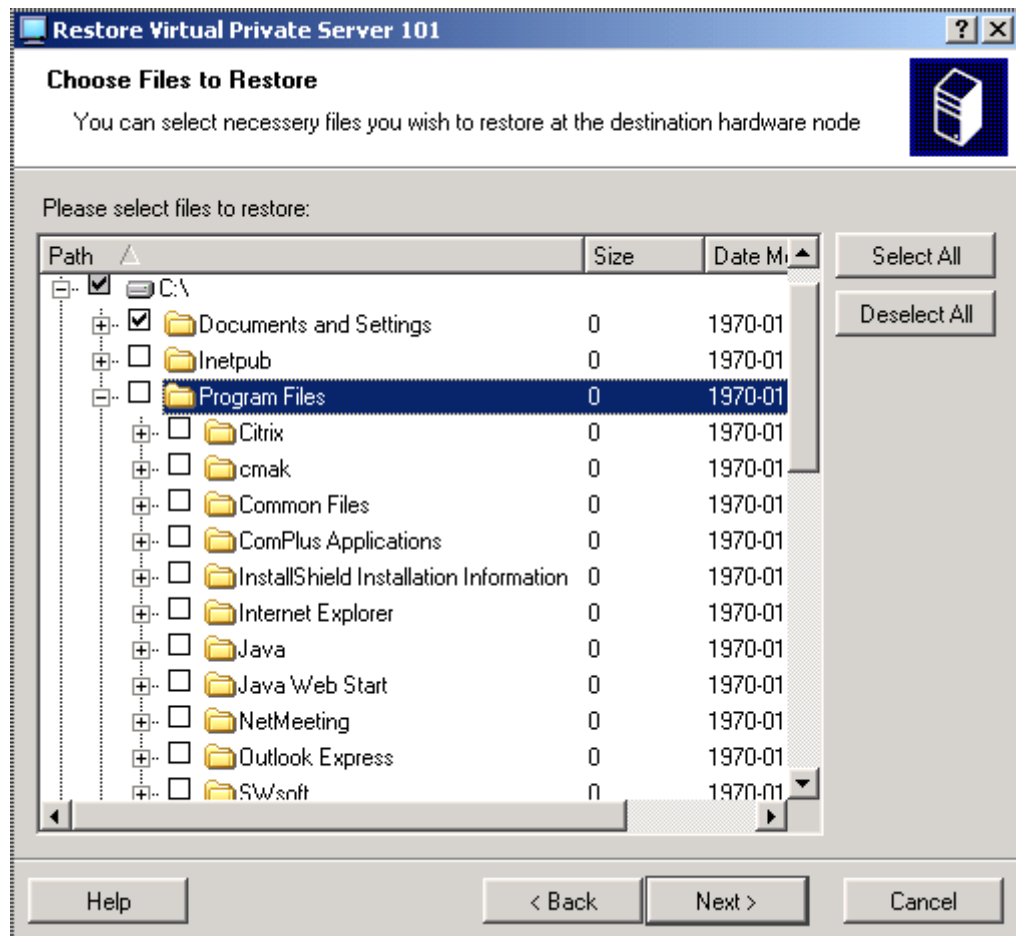 Restore Virtual Private Server 101
Choose Files to Restore
You can select necessery files you wish to restore at the destination hardware node
Please select files to restore:
Path Size Date M
Select All
C:\
Deselect All
Documents and Settings 0 1970-01
Inetpub 0 1970-01
Program Files 0 1970-01
Citrix 0 1970-01
cmak 0 1970-01
Common Files 0 1970-01
ComPlus Applications 0 1970-01
InstallShield Installation Information 0 1970-01
Internet Explorer 0 1970-01
Java 0 1970-01
Java Web Start 0 1970-01
NetMeeting 0 1970-01
Outlook Express 0 1970-01
SWsoft 0 1970-01
Help < Back Next > Cancel